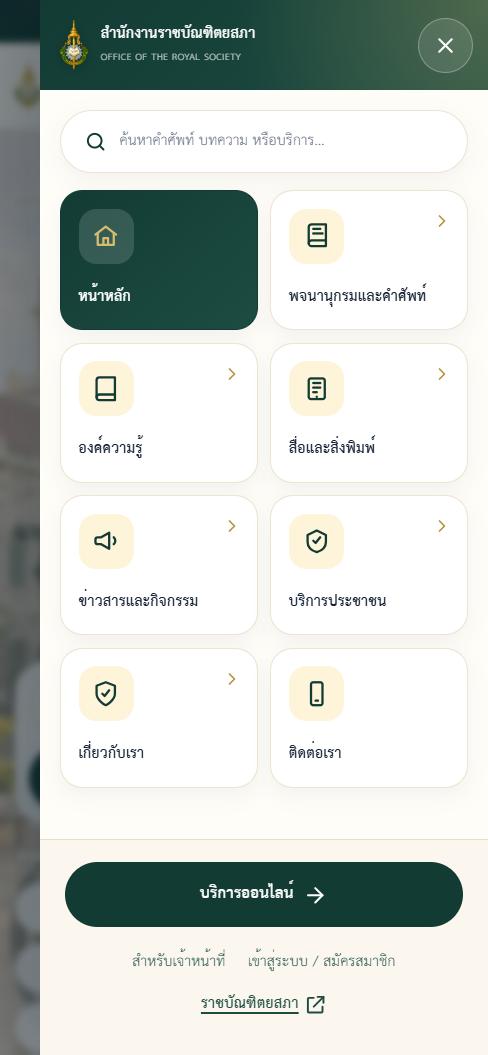 สำนักงานราชบัณฑิตยสภา
OFFICE OF THE ROYAL SOCIETY
ค้นหาคำศัพท์ บทความ หรือบริการ...
หน้าหลัก
พจนานุกรมและคำศัพท์
องค์ความรู้
สื่อและสิ่งพิมพ์
ข่าวสารและกิจกรรม
บริการประชาชน
เกี่ยวกับเรา
ติดต่อเรา
บริการออนไลน์
สำหรับเจ้าหน้าที่ เข้าสู่ระบบ / สมัครสมาชิก
ราชบัณฑิตยสภา